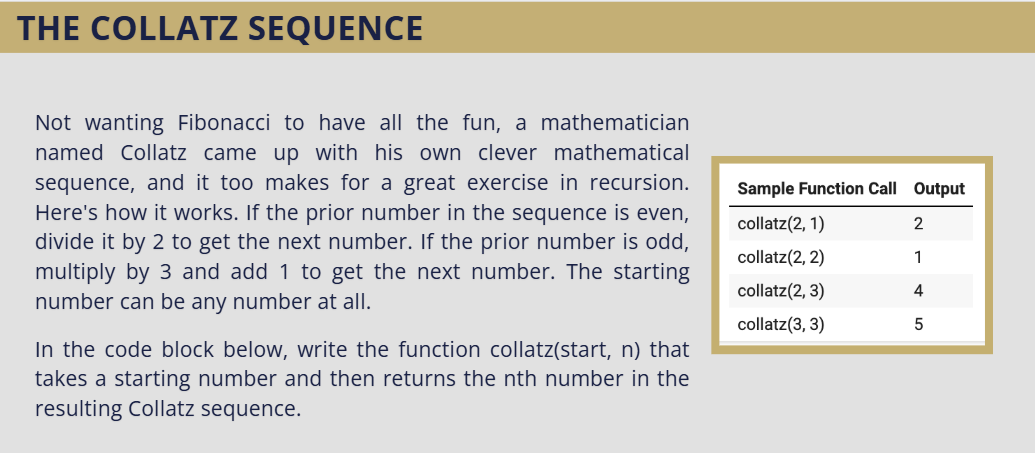 THE COLLATZ SEQUENCE
Not wanting Fibonacci to have all the fun, a mathematician
named Collatz came up with his own clever mathematical
sequence, and it too makes for a great exercise in recursion.
Here's how it works. If the prior number in the sequence is even,
divide it by 2 to get the next number. If the prior number is odd,
multiply by 3 and add 1 to get the next number. The starting
number can be any number at all.
In the code block below, write the function collatz(start, n) that
takes a starting number and then returns the nth number in the
resulting Collatz sequence.
Sample Function Call Output
collatz(2, 1) 2
collatz(2, 2) 1
collatz(2, 3) 4
collatz(3, 3) 5